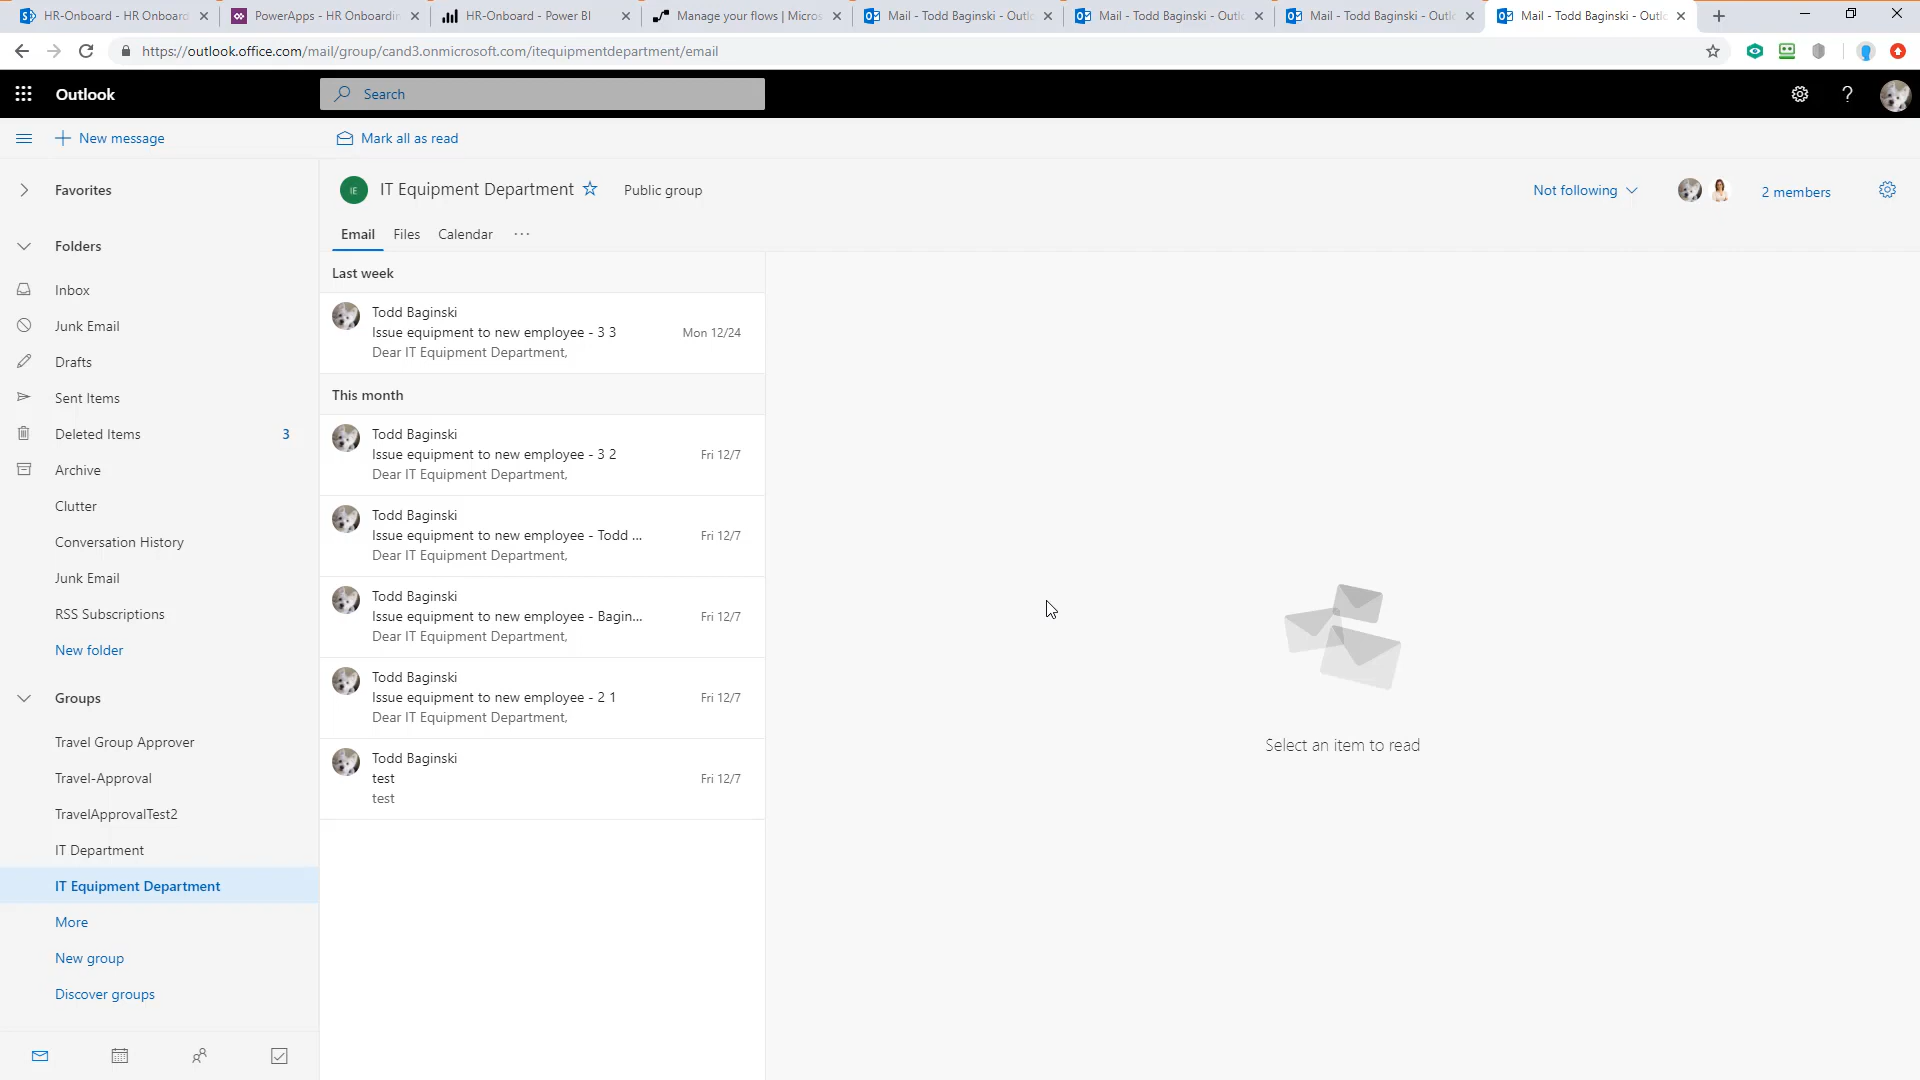 HR-Onboard - HR Onboard
PowerApps - HR Onboardin
HR-Onboard - Power BI
Manage your flows | Micros
Mail - Todd Baginski - Outlo
Mail - Todd Baginski - Outlo
Mail - Todd Baginski - Outlo
Mail - Todd Baginski - Outlo
https://outlook.office.com/mail/group/cand3.onmicrosoft.com/itequipmentdepartment/email
Outlook
Search
?
New message
Mark all as read
Favorites
IE
IT Equipment Department
Public group
Not following
2 members
Email
Files
Calendar
...
Folders
Inbox
Junk Email
Drafts
Sent Items
Deleted Items 3
Archive
Clutter
Conversation History
Junk Email
RSS Subscriptions
New folder
Groups
Travel Group Approver
Travel-Approval
TravelApprovalTest2
IT Department
IT Equipment Department
More
New group
Discover groups
Last week
Todd Baginski
Issue equipment to new employee - 3 3 Mon 12/24
Dear IT Equipment Department,
This month
Todd Baginski
Issue equipment to new employee - 3 2 Fri 12/7
Dear IT Equipment Department,
Todd Baginski
Issue equipment to new employee - Todd ... Fri 12/7
Dear IT Equipment Department,
Todd Baginski
Issue equipment to new employee - Bagin... Fri 12/7
Dear IT Equipment Department,
Todd Baginski
Issue equipment to new employee - 2 1 Fri 12/7
Dear IT Equipment Department,
Todd Baginski
test Fri 12/7
test
Select an item to read